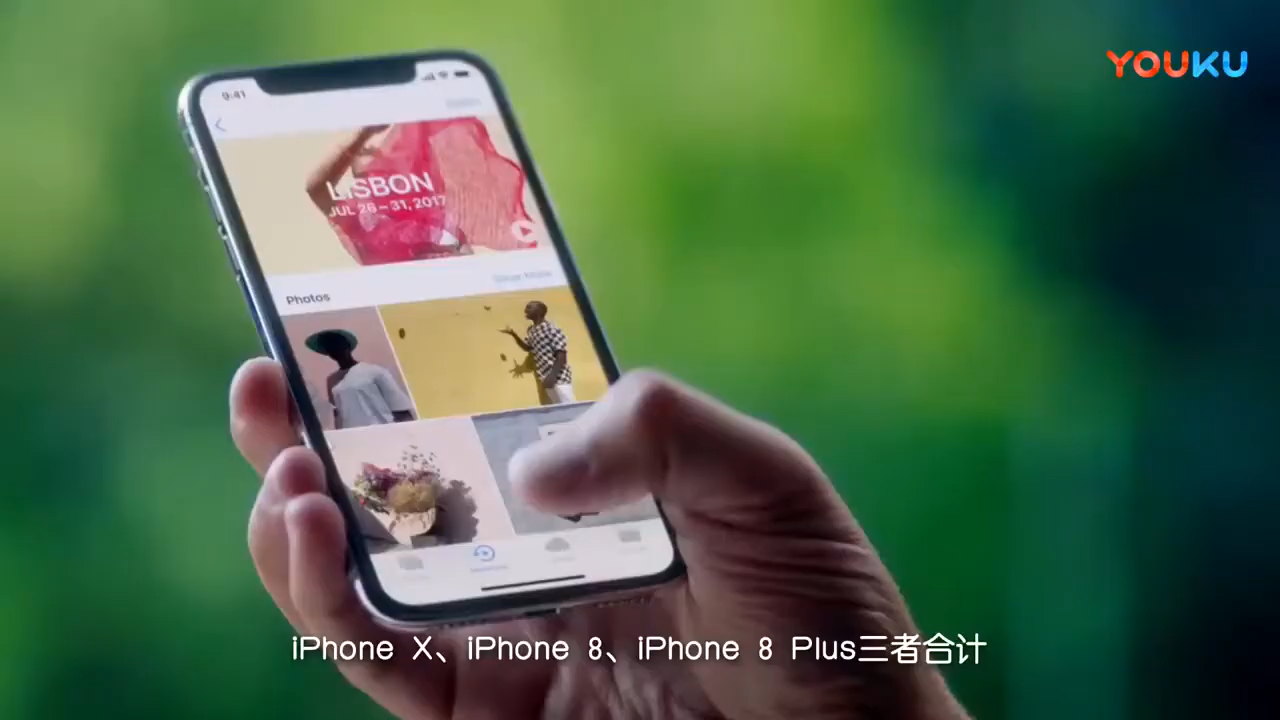 YOUKU
9:41
LISBON
JUL 26 – 31, 2017
Photos
iPhone X、iPhone 8、iPhone 8 Plus三者合计